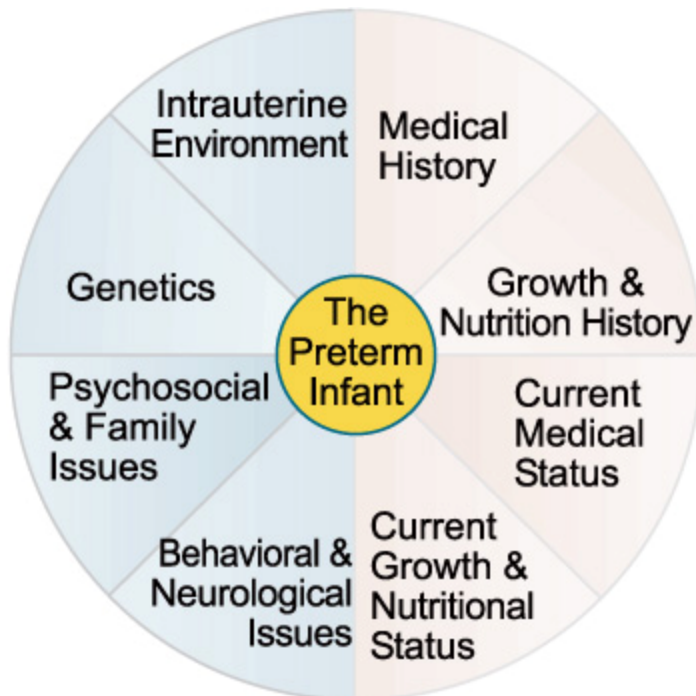 Intrauterine
Environment
Medical
History
Genetics
Growth &
Nutrition History
The
Preterm
Infant
Psychosocial
& Family
Issues
Current
Medical
Status
Behavioral &
Neurological
Issues
Current
Growth &
Nutritional
Status